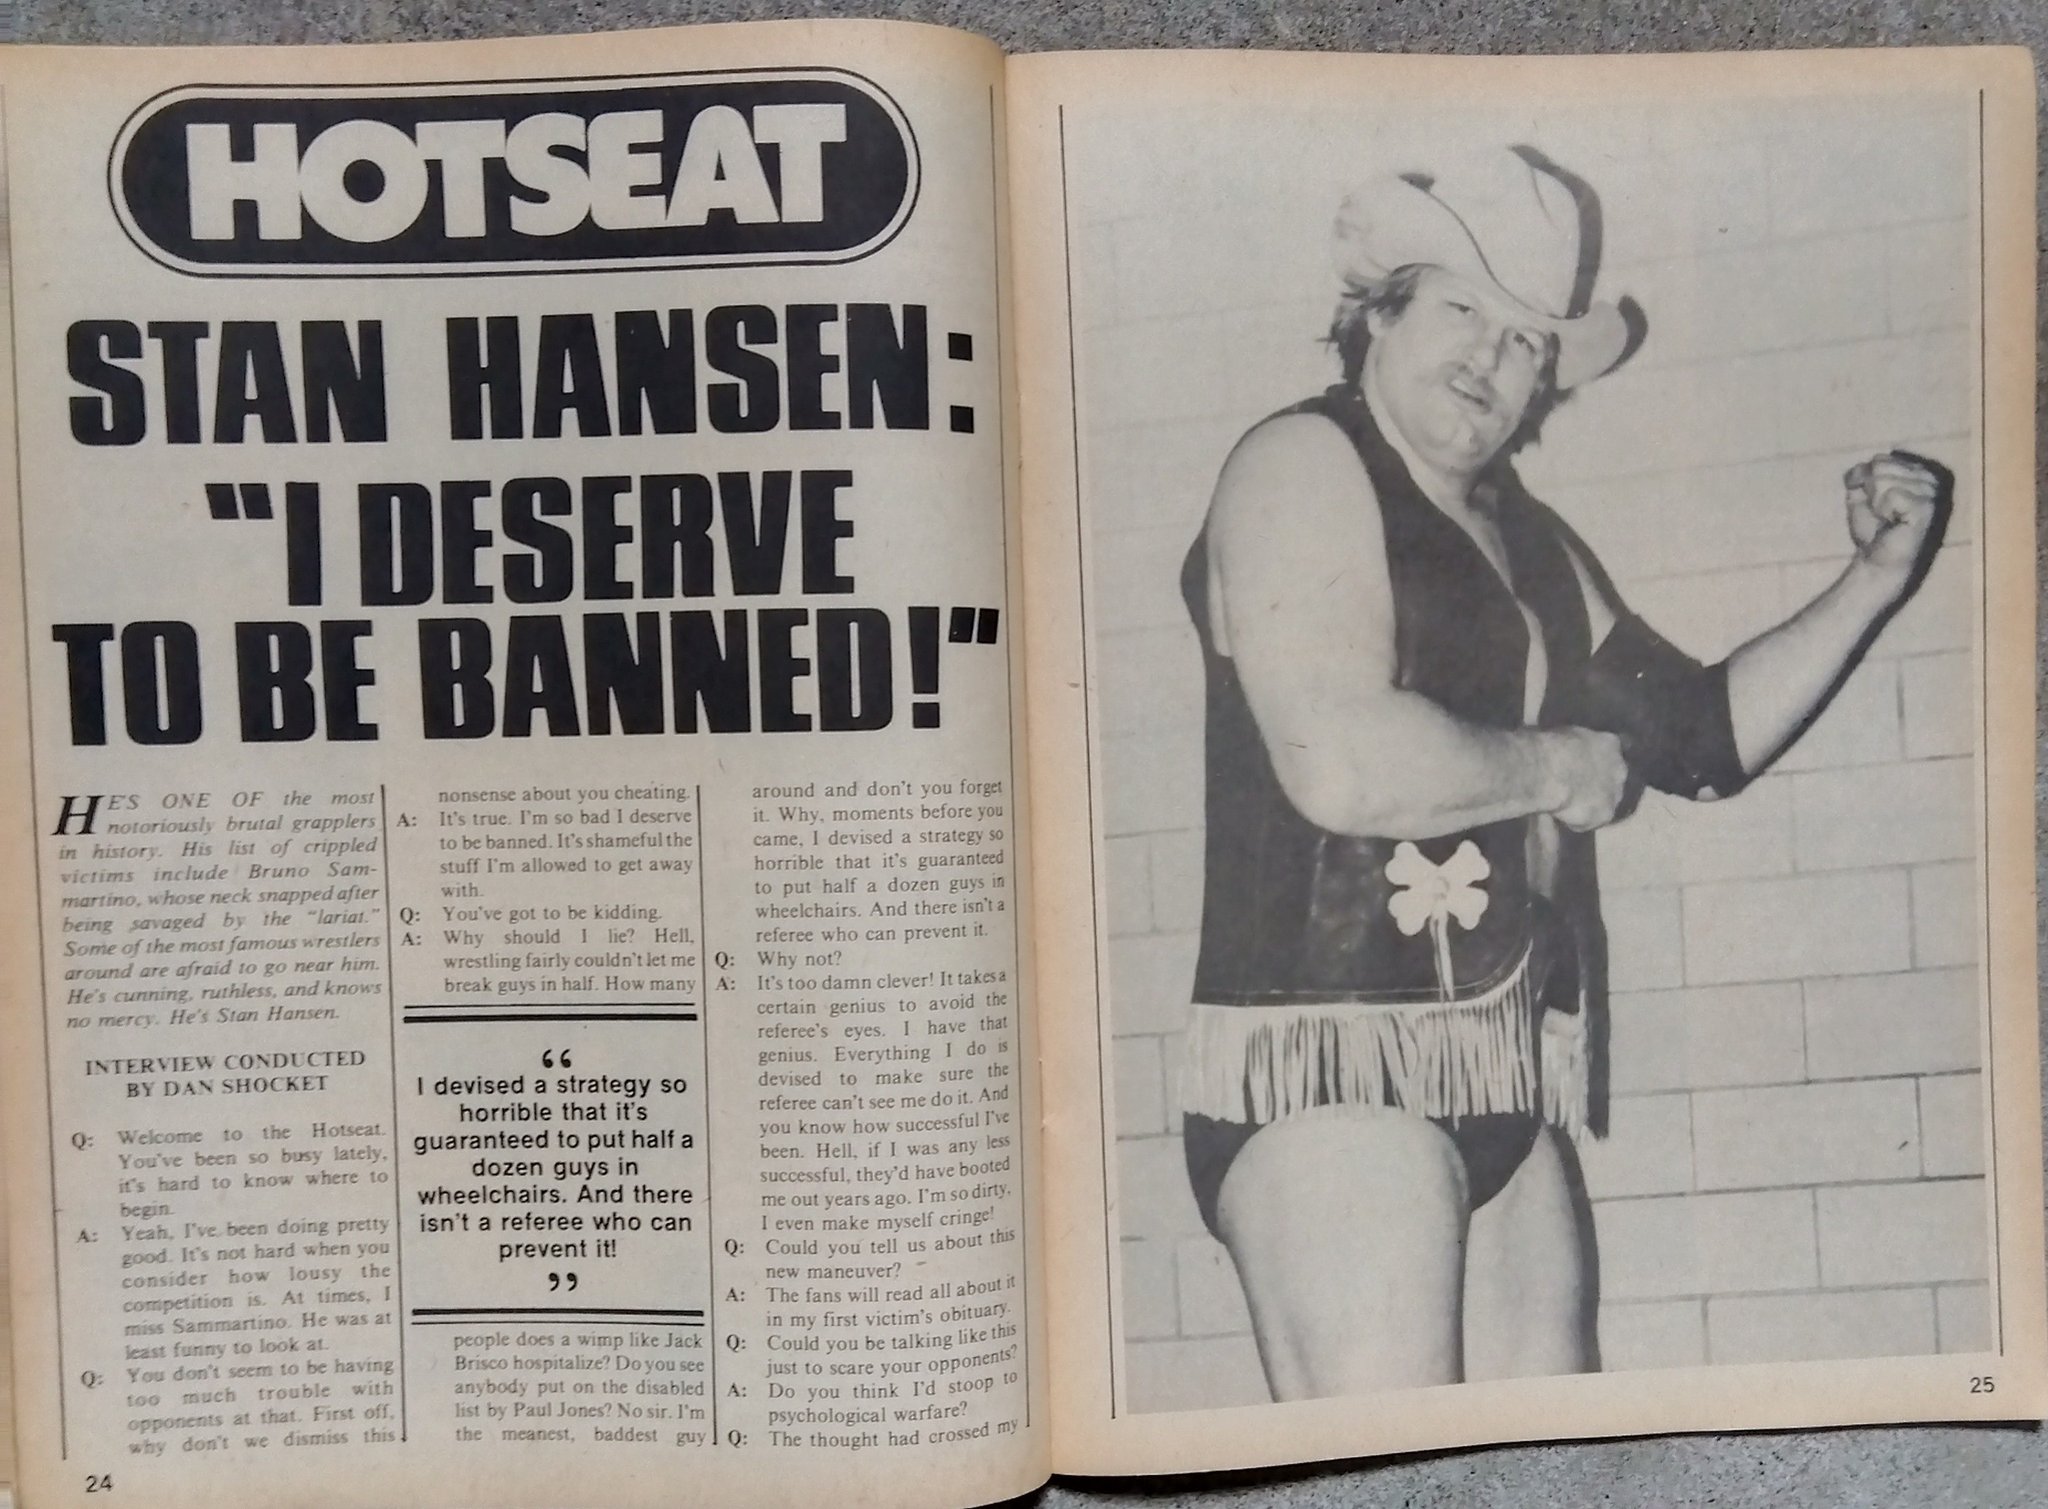 HOTSEAT
STAN HANSEN:
"I DESERVE
TO BE BANNED!"
HE'S ONE OF the most
notoriously brutal grapplers
in history. His list of crippled
victims include Bruno Sam-
martino, whose neck snapped after
being savaged by the "lariat."
Some of the most famous wrestlers
around are afraid to go near him.
He's cunning, ruthless, and knows
no mercy. He's Stan Hansen.
INTERVIEW CONDUCTED
BY DAN SHOCKET
Q: Welcome to the Hotseat.
You've been so busy lately,
it's hard to know where to
begin.
A: Yeah, I've been doing pretty
good. It's not hard when you
consider how lousy the
competition is. At times, I
miss Sammartino. He was at
least funny to look at.
Q: You don't seem to be having
too much trouble with
opponents at that. First off,
why don't we dismiss this
nonsense about you cheating.
A: It's true. I'm so bad I deserve
to be banned. It's shameful the
stuff I'm allowed to get away
with.
Q: You've got to be kidding.
A: Why should I lie? Hell,
wrestling fairly couldn't let me
break guys in half. How many
“
I devised a strategy so
horrible that it's
guaranteed to put half a
dozen guys in
wheelchairs. And there
isn't a referee who can
prevent it!
”
people does a wimp like Jack
Brisco hospitalize? Do you see
anybody put on the disabled
list by Paul Jones? No sir. I'm
the meanest, baddest guy
around and don't you forget
it. Why, moments before you
came, I devised a strategy so
horrible that it's guaranteed
to put half a dozen guys in
wheelchairs. And there isn't a
referee who can prevent it.
Q: Why not?
A: It's too damn clever! It takes a
certain genius to avoid the
referee's eyes. I have that
genius. Everything I do is
devised to make sure the
referee can't see me do it. And
you know how successful I've
been. Hell, if I was any less
successful, they'd have booted
me out years ago. I'm so dirty,
I even make myself cringe!
Q: Could you tell us about this
new maneuver?
A: The fans will read all about it
in my first victim's obituary.
Q: Could you be talking like this
just to scare your opponents?
A: Do you think I'd stoop to
psychological warfare?
Q: The thought had crossed my
24
25